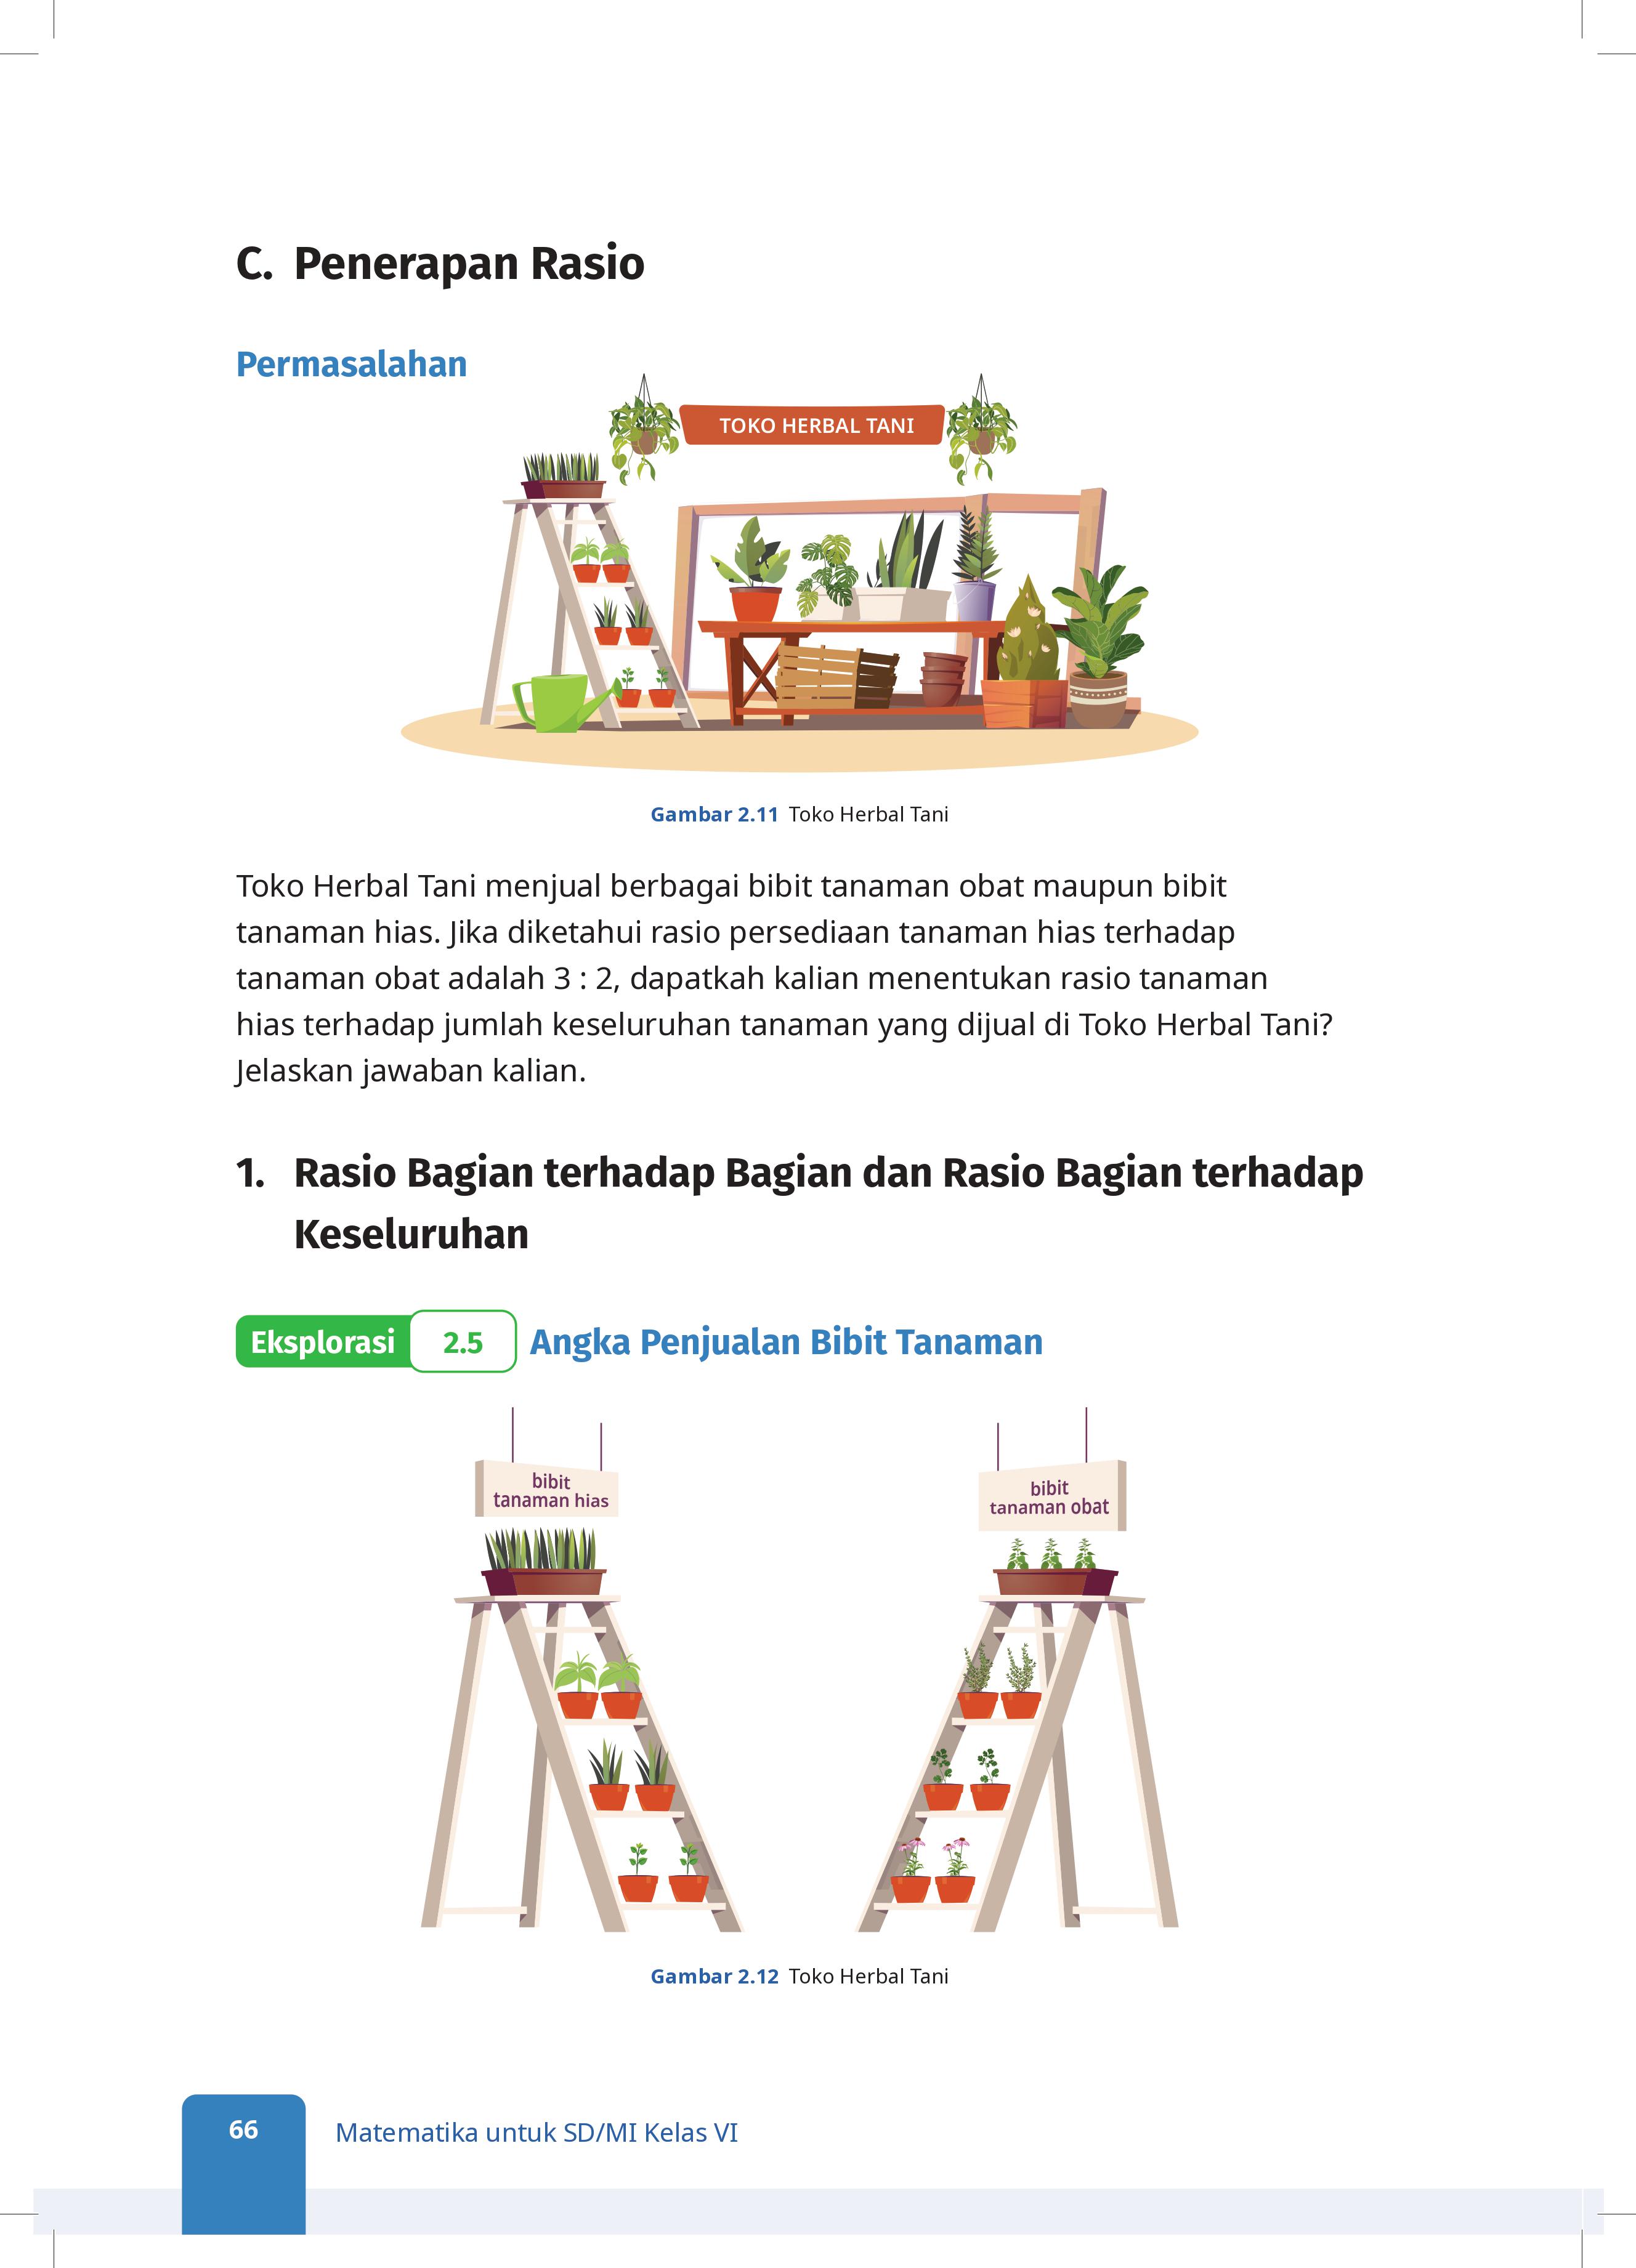 C. Penerapan Rasio
Permasalahan
TOKO HERBAL TANI
Gambar 2.11 Toko Herbal Tani
Toko Herbal Tani menjual berbagai bibit tanaman obat maupun bibit
tanaman hias. Jika diketahui rasio persediaan tanaman hias terhadap
tanaman obat adalah 3 : 2, dapatkah kalian menentukan rasio tanaman
hias terhadap jumlah keseluruhan tanaman yang dijual di Toko Herbal Tani?
Jelaskan jawaban kalian.
1. Rasio Bagian terhadap Bagian dan Rasio Bagian terhadap
Keseluruhan
Eksplorasi 2.5 Angka Penjualan Bibit Tanaman
bibit
tanaman hias
bibit
tanaman obat
Gambar 2.12 Toko Herbal Tani
66 Matematika untuk SD/MI Kelas VI